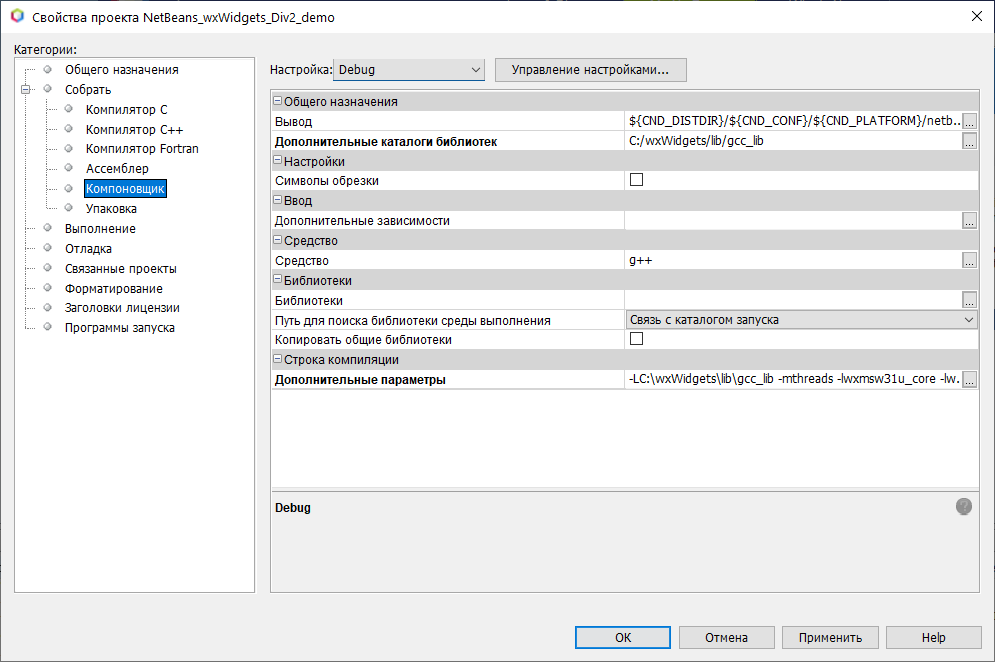 Свойства проекта NetBeans_wxWidgets_Div2_demo
Категории:
Общего назначения
Собрать
Компилятор C
Компилятор C++
Компилятор Fortran
Ассемблер
Компоновщик
Упаковка
Выполнение
Отладка
Связанные проекты
Форматирование
Заголовки лицензии
Программы запуска
Настройка: Debug Управление настройками...
Общего назначения
Вывод ${CND_DISTDIR}/${CND_CONF}/${CND_PLATFORM}/netb... ...
Дополнительные каталоги библиотек C:/wxWidgets/lib/gcc_lib ...
Настройки
Символы обрезки
Ввод
Дополнительные зависимости ...
Средство
Средство g++ ...
Библиотеки
Библиотеки ...
Путь для поиска библиотеки среды выполнения Связь с каталогом запуска
Копировать общие библиотеки
Строка компиляции
Дополнительные параметры -LC:\wxWidgets\lib\gcc_lib -mthreads -lwxmsw31u_core -lw... ...
Debug ?
OK Отмена Применить Help